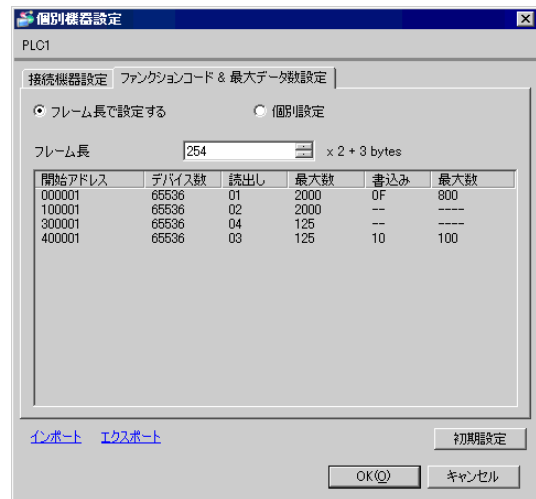 個別機器設定
PLC1
接続機器設定 ファンクションコード & 最大データ数設定
フレーム長で設定する 個別設定
フレーム長 254 x 2 + 3 bytes
開始アドレス デバイス数 読出し 最大数 書込み 最大数
000001 65536 01 2000 0F 800
100001 65536 02 2000 -- ----
300001 65536 04 125 -- ----
400001 65536 03 125 10 100
インポート エクスポート 初期設定
OK(O) キャンセル